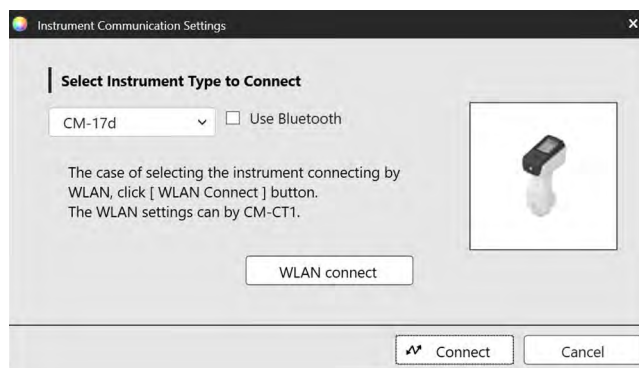 Instrument Communication Settings
Select Instrument Type to Connect
CM-17d
Use Bluetooth
The case of selecting the instrument connecting by
WLAN, click [ WLAN Connect ] button.
The WLAN settings can by CM-CT1.
WLAN connect
Connect
Cancel